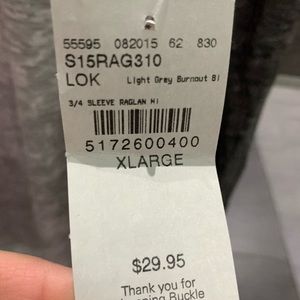 55595 082015 62 830
S15RAG310
LOK Light Grey Burnout Bl
3/4 SLEEVE RAGLAN HI
5172600400
XLARGE
$29.95
Thank you for
Buckle